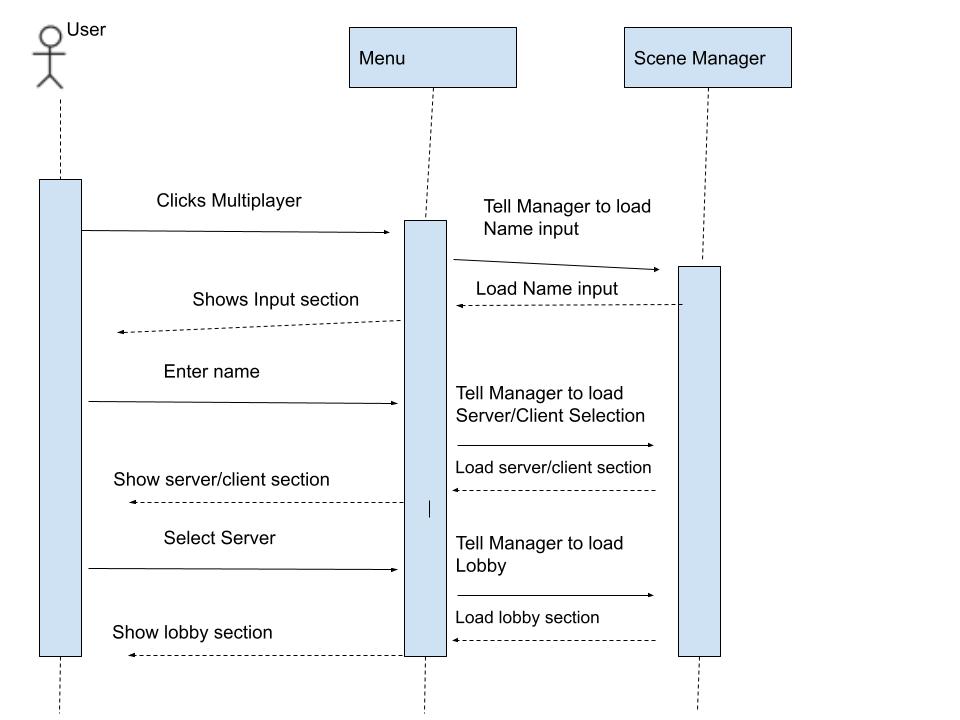 User
Menu
Scene Manager
Clicks Multiplayer
Tell Manager to load
Name input
Load Name input
Shows Input section
Enter name
Tell Manager to load
Server/Client Selection
Load server/client section
Show server/client section
Select Server
Tell Manager to load
Lobby
Load lobby section
Show lobby section